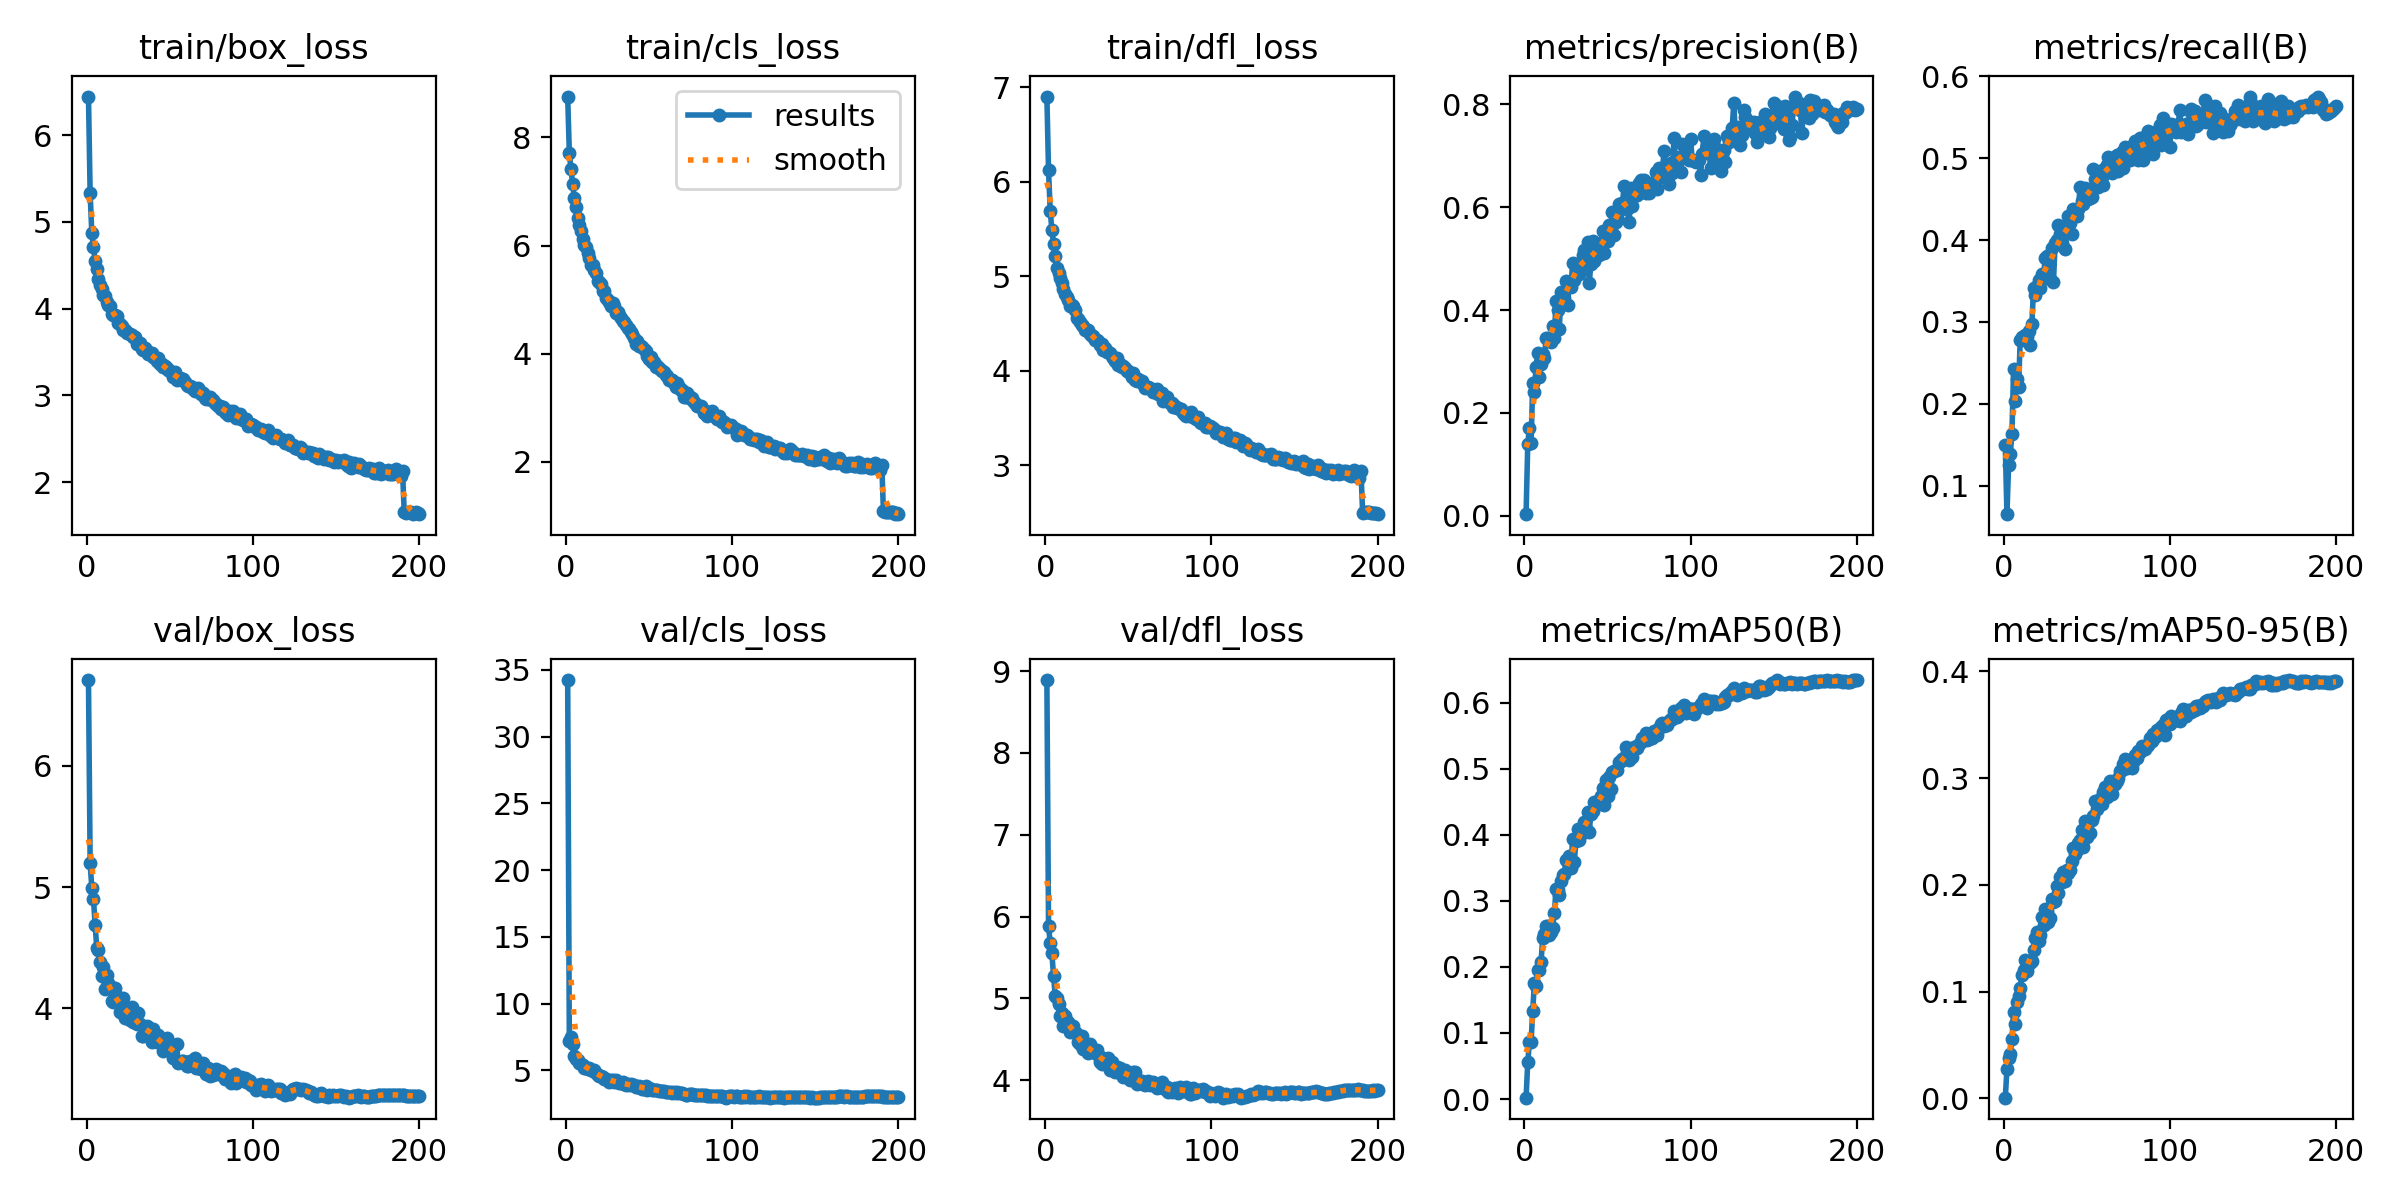 train/box_loss
6
5
4
3
2
0 100 200
train/cls_loss
results
smooth
8
6
4
2
0 100 200
train/dfl_loss
7
6
5
4
3
0 100 200
metrics/precision(B)
0.8
0.6
0.4
0.2
0.0
0 100 200
metrics/recall(B)
0.6
0.5
0.4
0.3
0.2
0.1
0 100 200
val/box_loss
6
5
4
0 100 200
val/cls_loss
35
30
25
20
15
10
5
0 100 200
val/dfl_loss
9
8
7
6
5
4
0 100 200
metrics/mAP50(B)
0.6
0.5
0.4
0.3
0.2
0.1
0.0
0 100 200
metrics/mAP50-95(B)
0.4
0.3
0.2
0.1
0.0
0 100 200